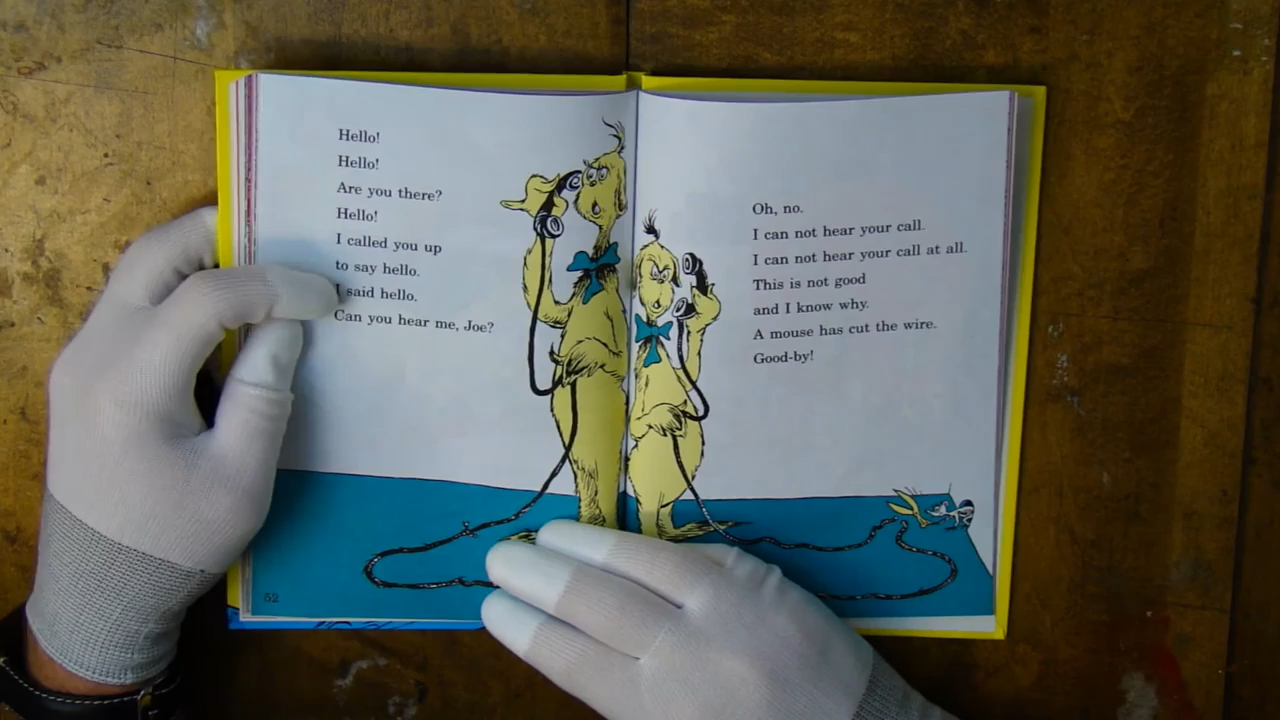 Hello!
Hello!
Are you there?
Hello!
I called you up
to say hello.
I said hello.
Can you hear me, Joe?
52
Oh, no.
I can not hear your call.
I can not hear your call at all.
This is not good
and I know why.
A mouse has cut the wire.
Good-by!